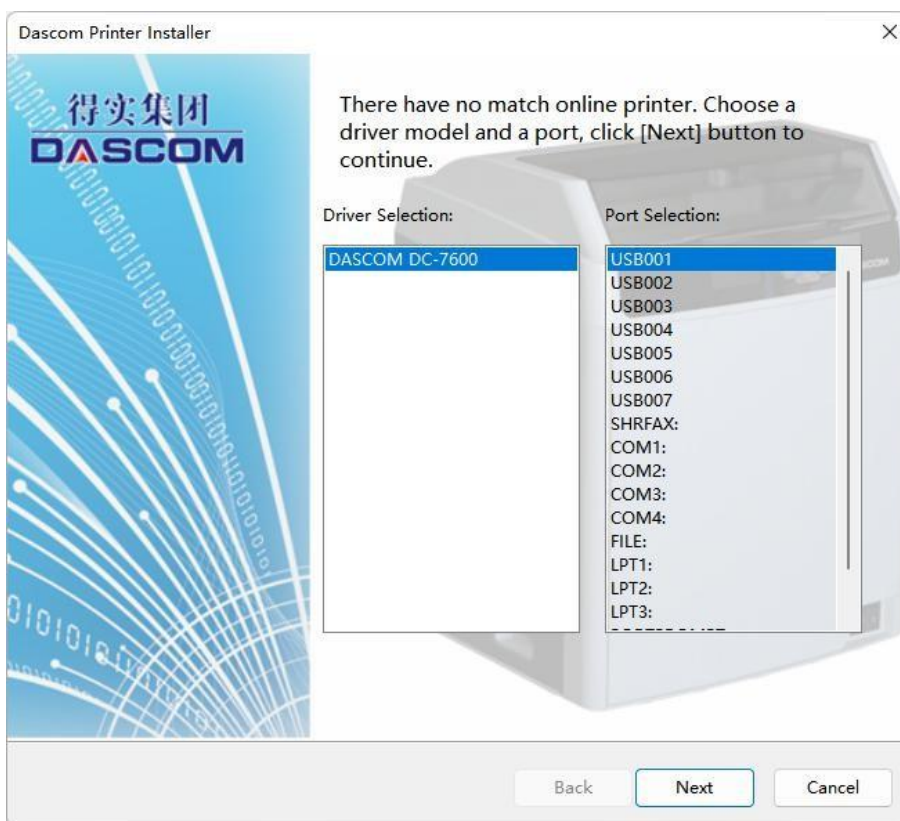 Dascom Printer Installer
得实集团
DASCOM
There have no match online printer. Choose a
driver model and a port, click [Next] button to
continue.
Driver Selection:
Port Selection:
DASCOM DC-7600
USB001
USB002
USB003
USB004
USB005
USB006
USB007
SHRFAX:
COM1:
COM2:
COM3:
COM4:
FILE:
LPT1:
LPT2:
LPT3:
Back
Next
Cancel